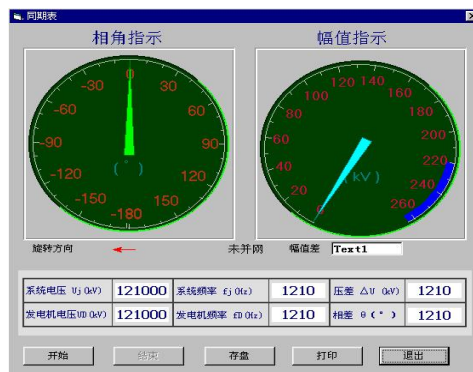 同期表
相角指示 幅值指示
0
-30 30
-60 60
-90 90
-120 120
-150 150
-180
(°)
120 140
100 160
80 180
60 200
40 220
20 240
0 260
(kV)
旋转方向 未并网 幅值差 Text1
系统电压 Uj(kV) 121000 系统频率 fj(Hz) 1210 压差 △U (kV) 1210
发电机电压UD(kV) 121000 发电机频率 fD(Hz) 1210 相差 θ(°) 1210
开始 结束 存盘 打印 退出